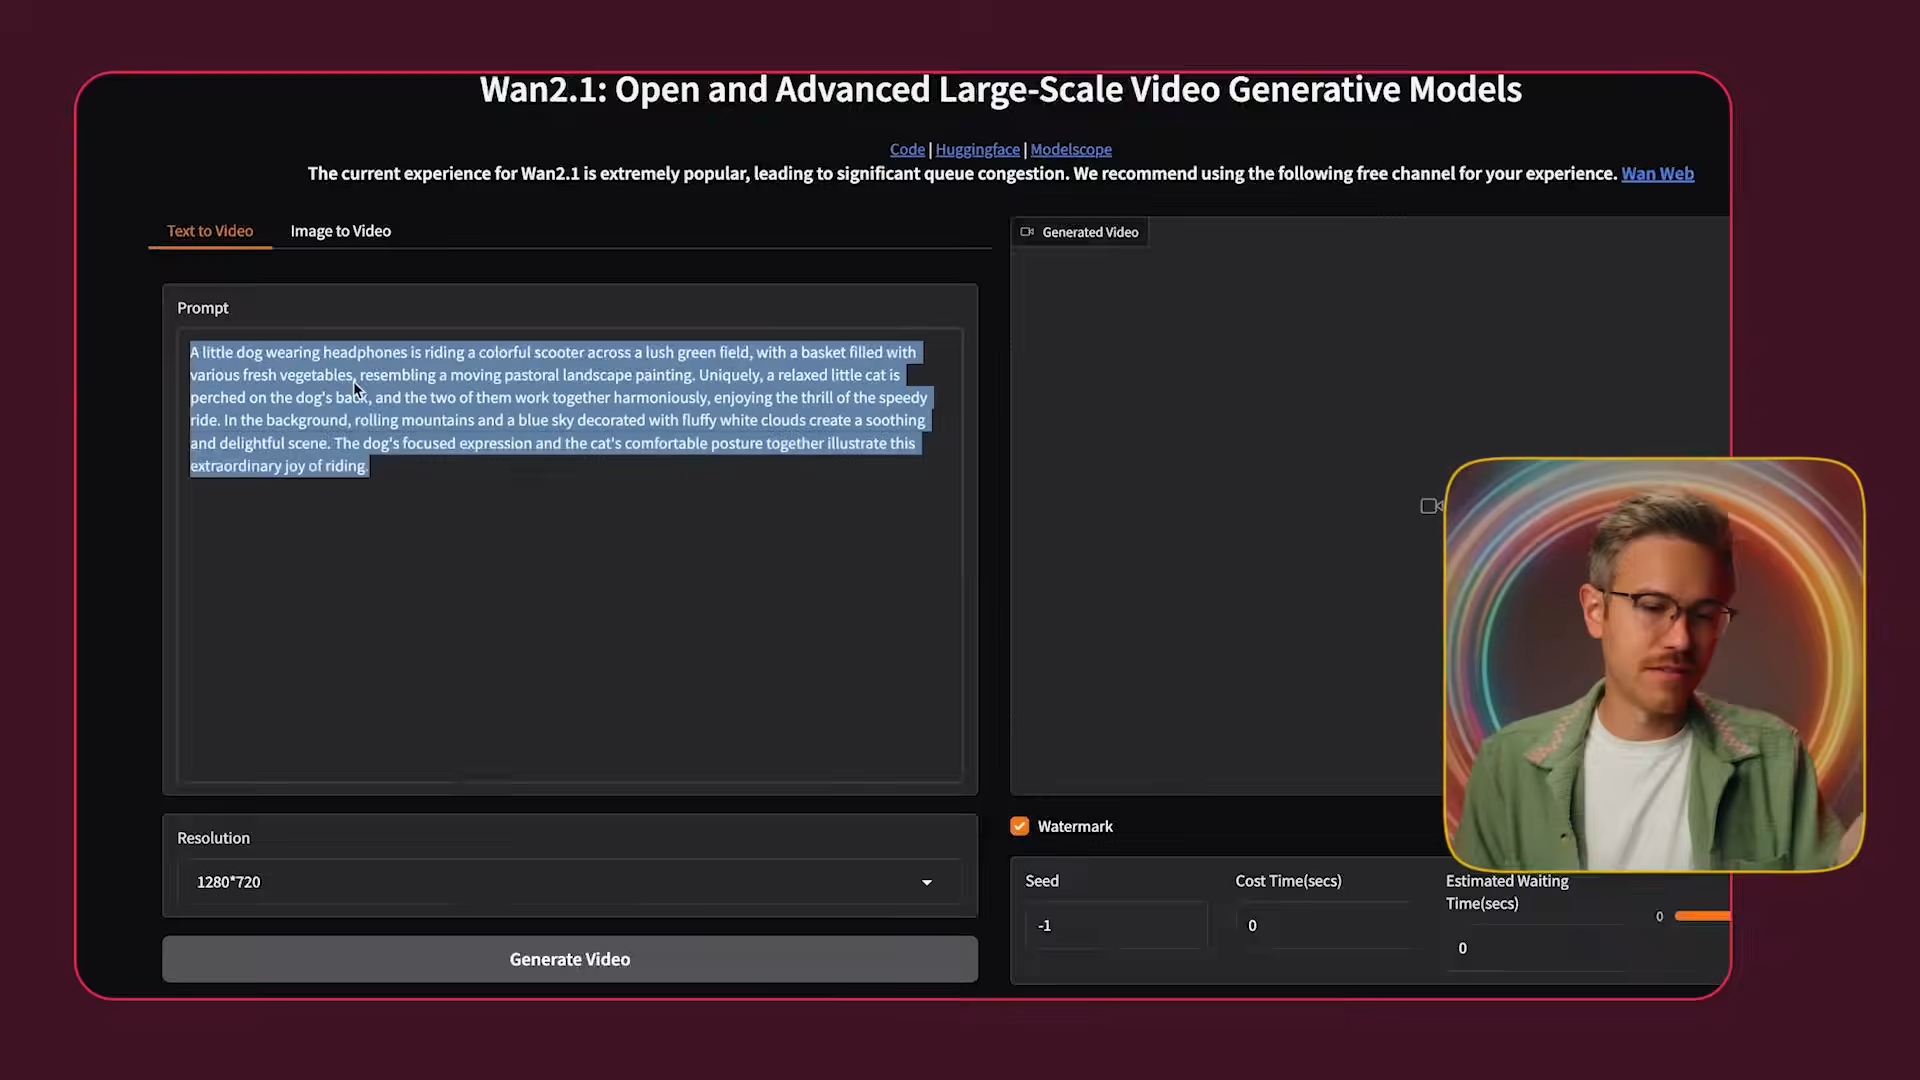 Wan2.1: Open and Advanced Large-Scale Video Generative Models
Code | Huggingface | Modelscope
The current experience for Wan2.1 is extremely popular, leading to significant queue congestion. We recommend using the following free channel for your experience. Wan Web
Text to Video
Image to Video
Generated Video
Prompt
A little dog wearing headphones is riding a colorful scooter across a lush green field, with a basket filled with
various fresh vegetables, resembling a moving pastoral landscape painting. Uniquely, a relaxed little cat is
perched on the dog's back, and the two of them work together harmoniously, enjoying the thrill of the speedy
ride. In the background, rolling mountains and a blue sky decorated with fluffy white clouds create a soothing
and delightful scene. The dog's focused expression and the cat's comfortable posture together illustrate this
extraordinary joy of riding.
Resolution
1280*720
Generate Video
Watermark
Seed
-1
Cost Time(secs)
0
Estimated Waiting
Time(secs)
0
0